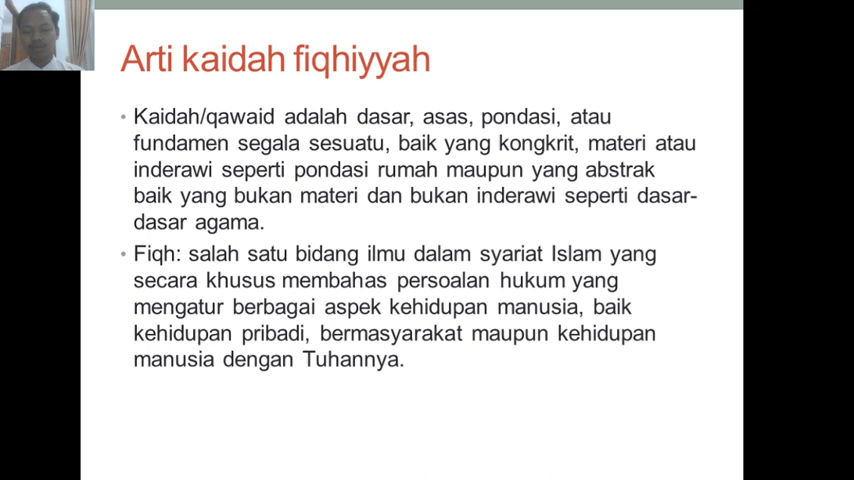 Arti kaidah fiqhiyyah
• Kaidah/qawaid adalah dasar, asas, pondasi, atau
fundamen segala sesuatu, baik yang kongkrit, materi atau
inderawi seperti pondasi rumah maupun yang abstrak
baik yang bukan materi dan bukan inderawi seperti dasar-
dasar agama.
• Fiqh: salah satu bidang ilmu dalam syariat Islam yang
secara khusus membahas persoalan hukum yang
mengatur berbagai aspek kehidupan manusia, baik
kehidupan pribadi, bermasyarakat maupun kehidupan
manusia dengan Tuhannya.